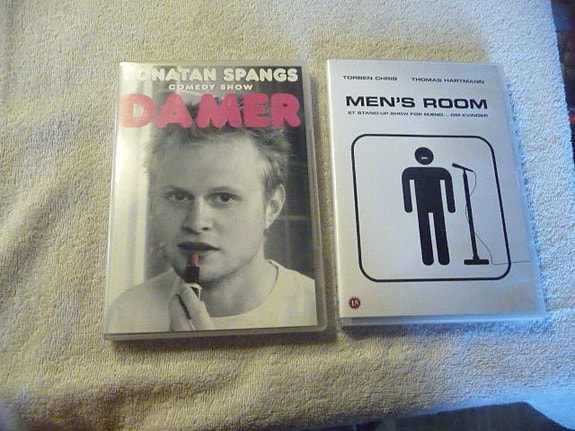 JONATAN SPANGS
COMEDY SHOW
DAMER
TORBEN CHRIS THOMAS HARTMANN
MEN'S ROOM
ET STAND-UP SHOW FOR MÆND... OM KVINDER